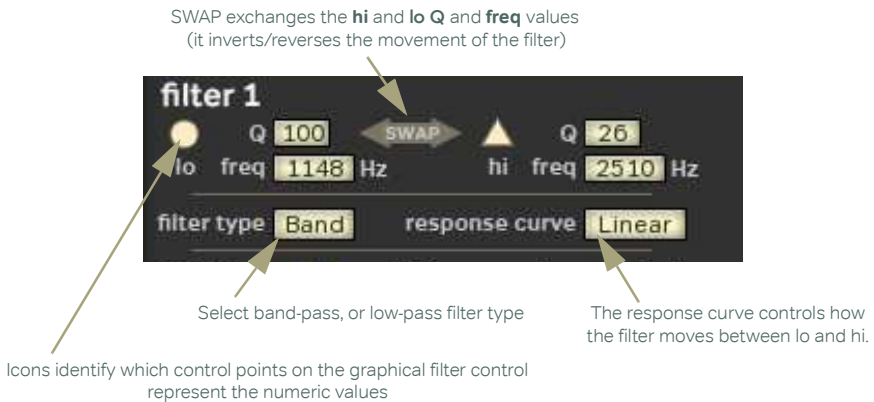 SWAP exchanges the hi and lo Q and freq values
(it inverts/reverses the movement of the filter)
filter 1
Q 100 SWAP Q 26
lo freq 1148 Hz hi freq 2510 Hz
filter type Band response curve Linear
Select band-pass, or low-pass filter type
The response curve controls how
the filter moves between lo and hi.
Icons identify which control points on the graphical filter control
represent the numeric values